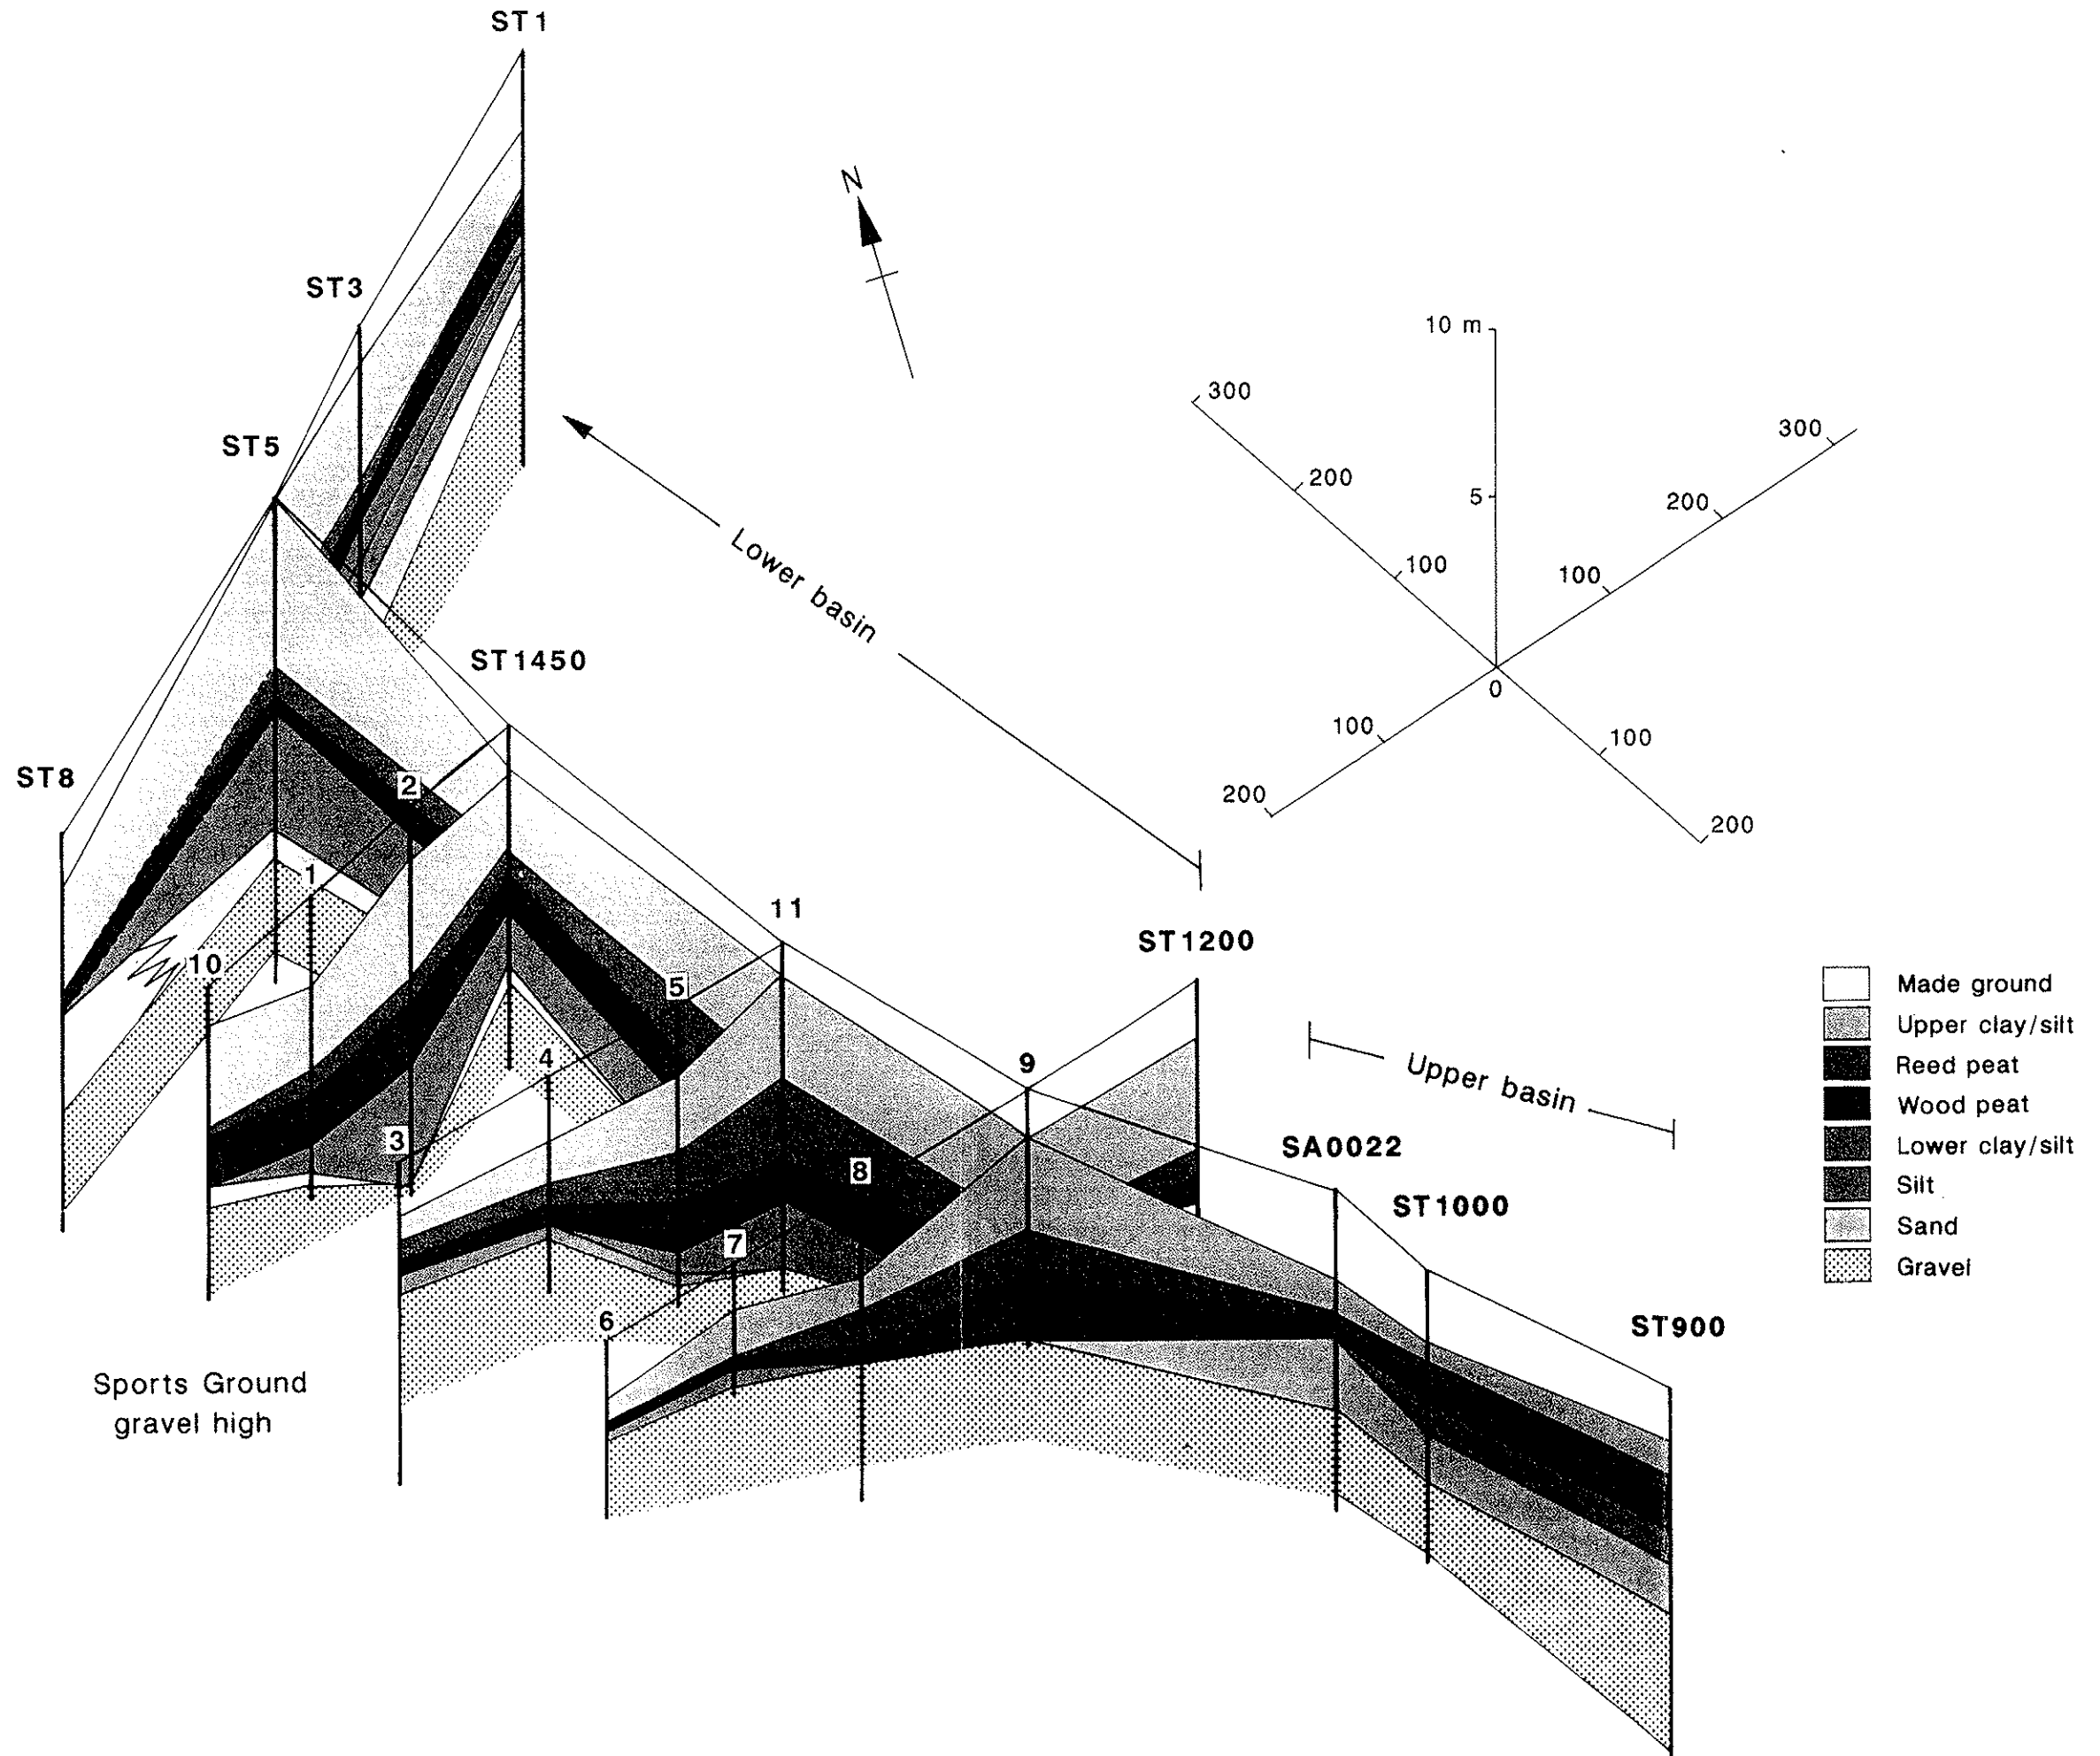 ST1
N
ST3
10 m
300
300
ST5
200
5
200
Lower basin
100
100
ST1450
0
100
100
ST8
2
200
200
1
11
ST1200
10
5
Made ground
Upper clay/silt
4
9
Upper basin
Reed peat
Wood peat
3
8
SA0022
Lower clay/silt
Silt
ST1000
Sand
7
Gravel
6
ST900
Sports Ground
gravel high